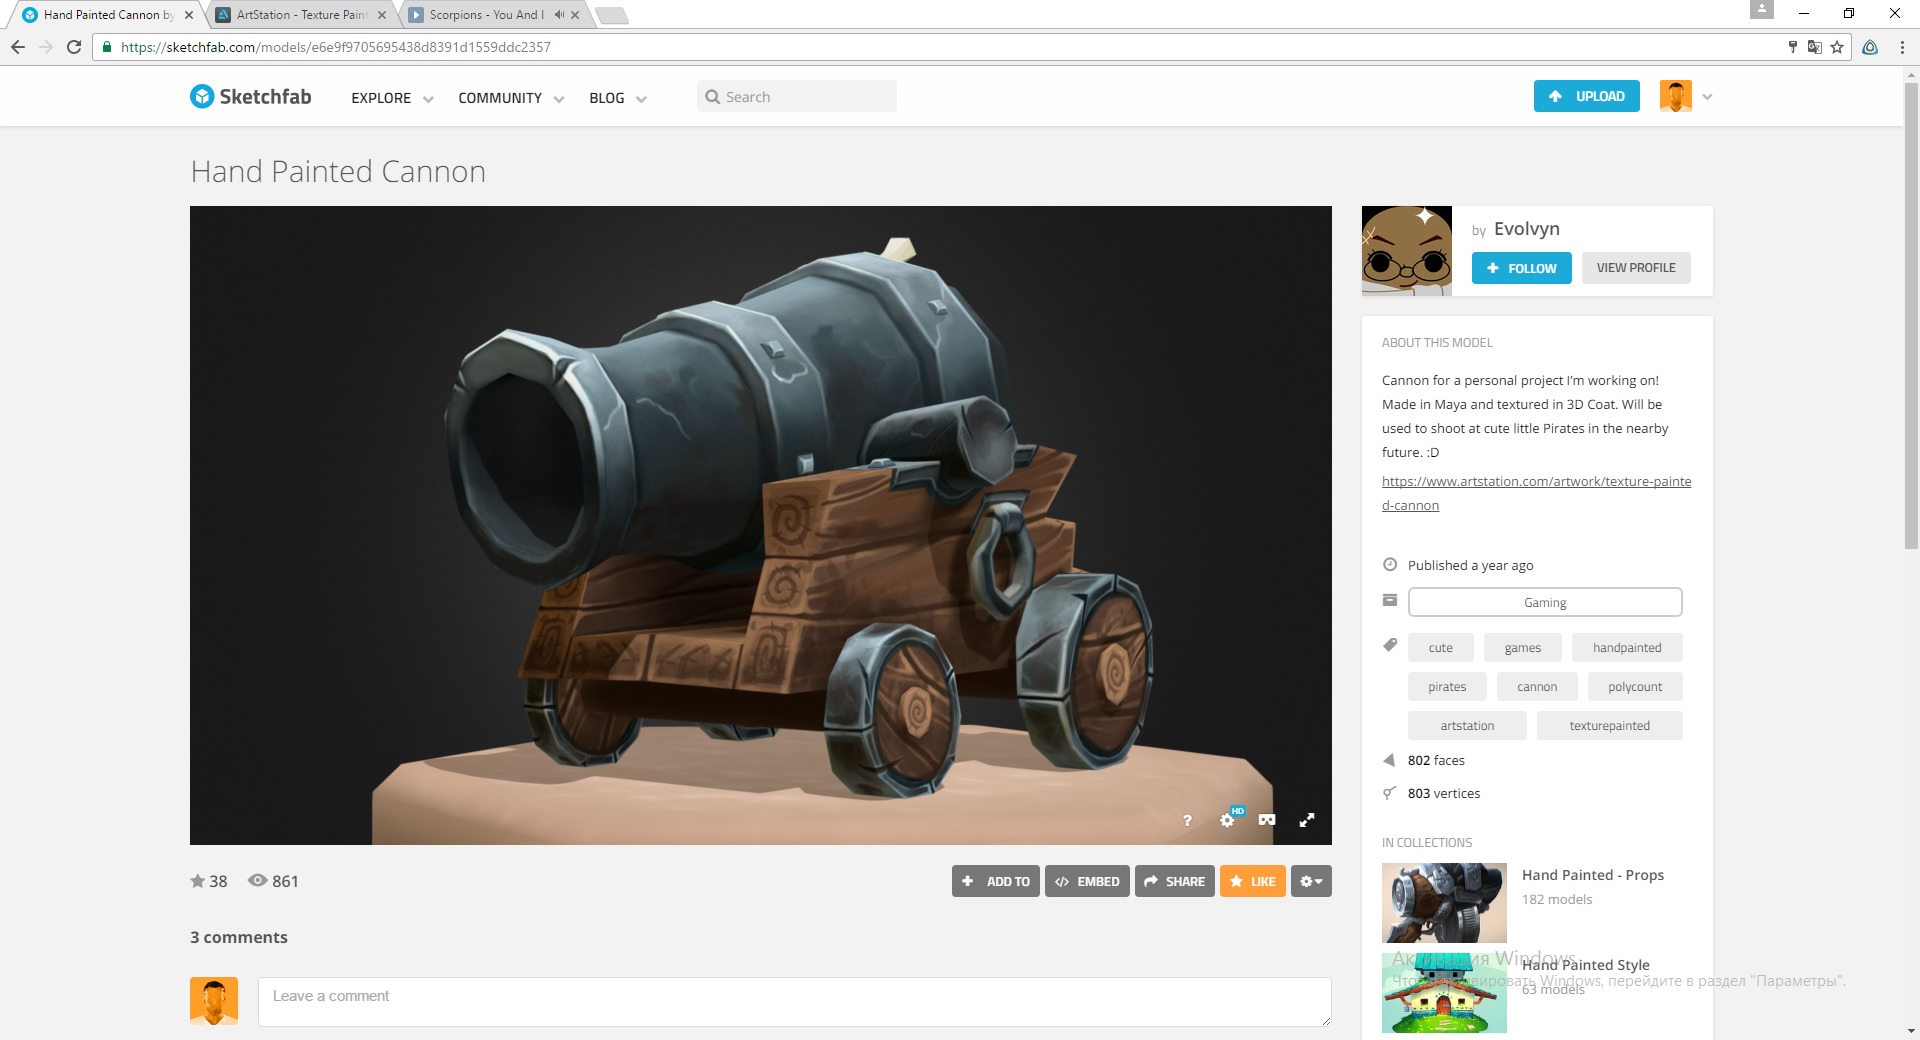 Hand Painted Cannon by
ArtStation - Texture Paint
Scorpions - You And I
https://sketchfab.com/models/e6e9f9705695438d8391d1559ddc2357
Sketchfab
EXPLORE
COMMUNITY
BLOG
Search
UPLOAD
Hand Painted Cannon
by Evolvyn
FOLLOW
VIEW PROFILE
ABOUT THIS MODEL
Cannon for a personal project I'm working on!
Made in Maya and textured in 3D Coat. Will be
used to shoot at cute little Pirates in the nearby
future. :D
https://www.artstation.com/artwork/texture-painte
d-cannon
Published a year ago
Gaming
cute games handpainted
pirates cannon polycount
artstation texturepainted
802 faces
803 vertices
? HD
38 861
ADD TO
EMBED
SHARE
LIKE
3 comments
Leave a comment
IN COLLECTIONS
Hand Painted - Props
182 models
Hand Painted Style
63 models
Windows
Windows, перейдите в раздел "Параметры".